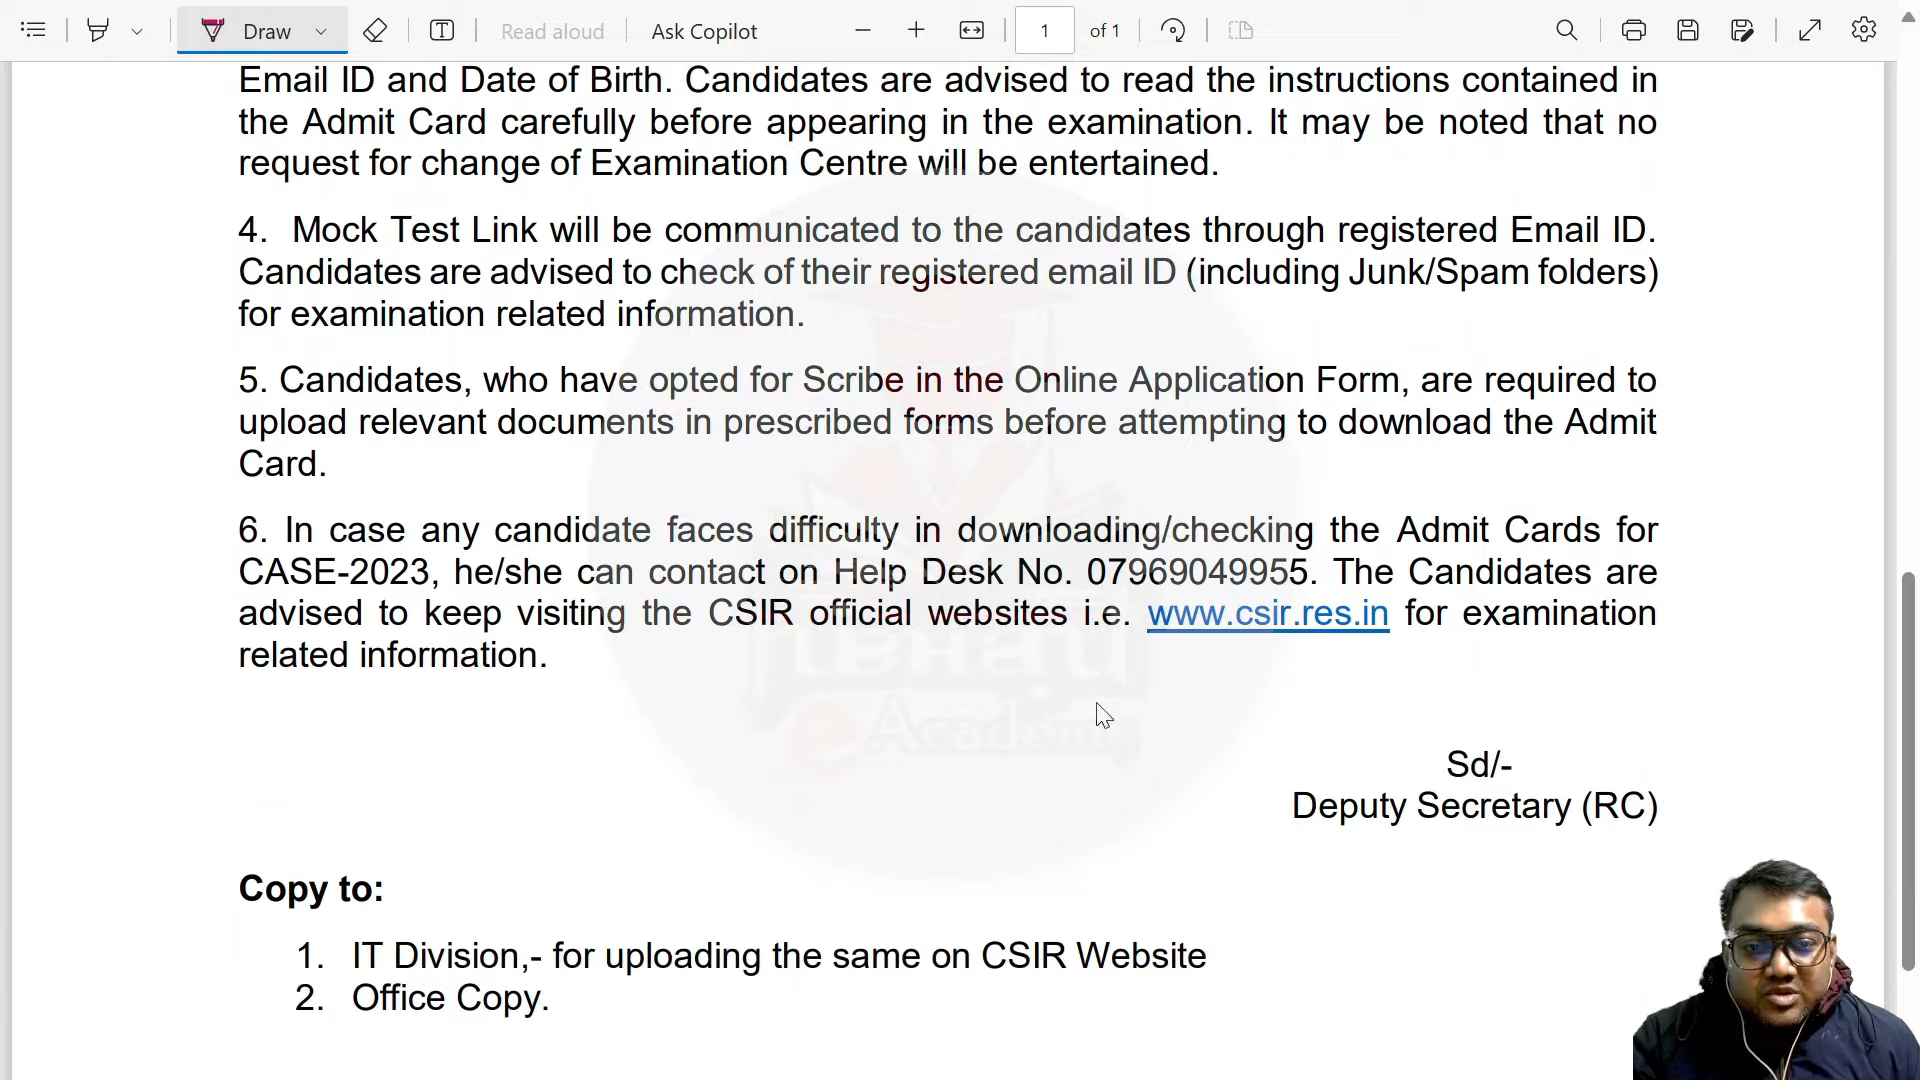 Draw
Read aloud
Ask Copilot
1
of 1
Email ID and Date of Birth. Candidates are advised to read the instructions contained in
the Admit Card carefully before appearing in the examination. It may be noted that no
request for change of Examination Centre will be entertained.
4. Mock Test Link will be communicated to the candidates through registered Email ID.
Candidates are advised to check of their registered email ID (including Junk/Spam folders)
for examination related information.
5. Candidates, who have opted for Scribe in the Online Application Form, are required to
upload relevant documents in prescribed forms before attempting to download the Admit
Card.
6. In case any candidate faces difficulty in downloading/checking the Admit Cards for
CASE-2023, he/she can contact on Help Desk No. 07969049955. The Candidates are
advised to keep visiting the CSIR official websites i.e. www.csir.res.in for examination
related information.
eAcademy
Sd/-
Deputy Secretary (RC)
Copy to:
1. IT Division,- for uploading the same on CSIR Website
2. Office Copy.